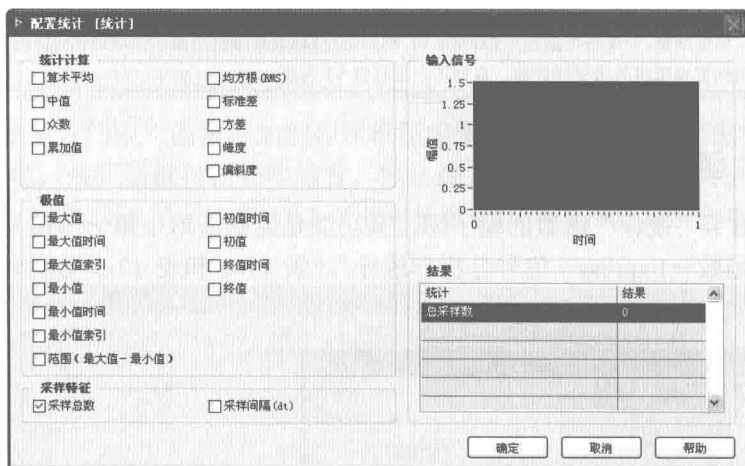 配置统计 [统计]
统计计算
算术平均
均方根(RMS)
中值
标准差
众数
方差
累加值
峰度
偏斜度
极值
最大值
初值时间
最大值时间
初值
最大值索引
终值时间
最小值
终值
最小值时间
最小值索引
范围(最大值-最小值)
采样特征
采样总数
采样间隔(dt)
输入信号
幅值
1.5
1.25
1
0.75
0.5
0.25
0
0
1
时间
结果
统计 结果
总采样数 0
确定 取消 帮助